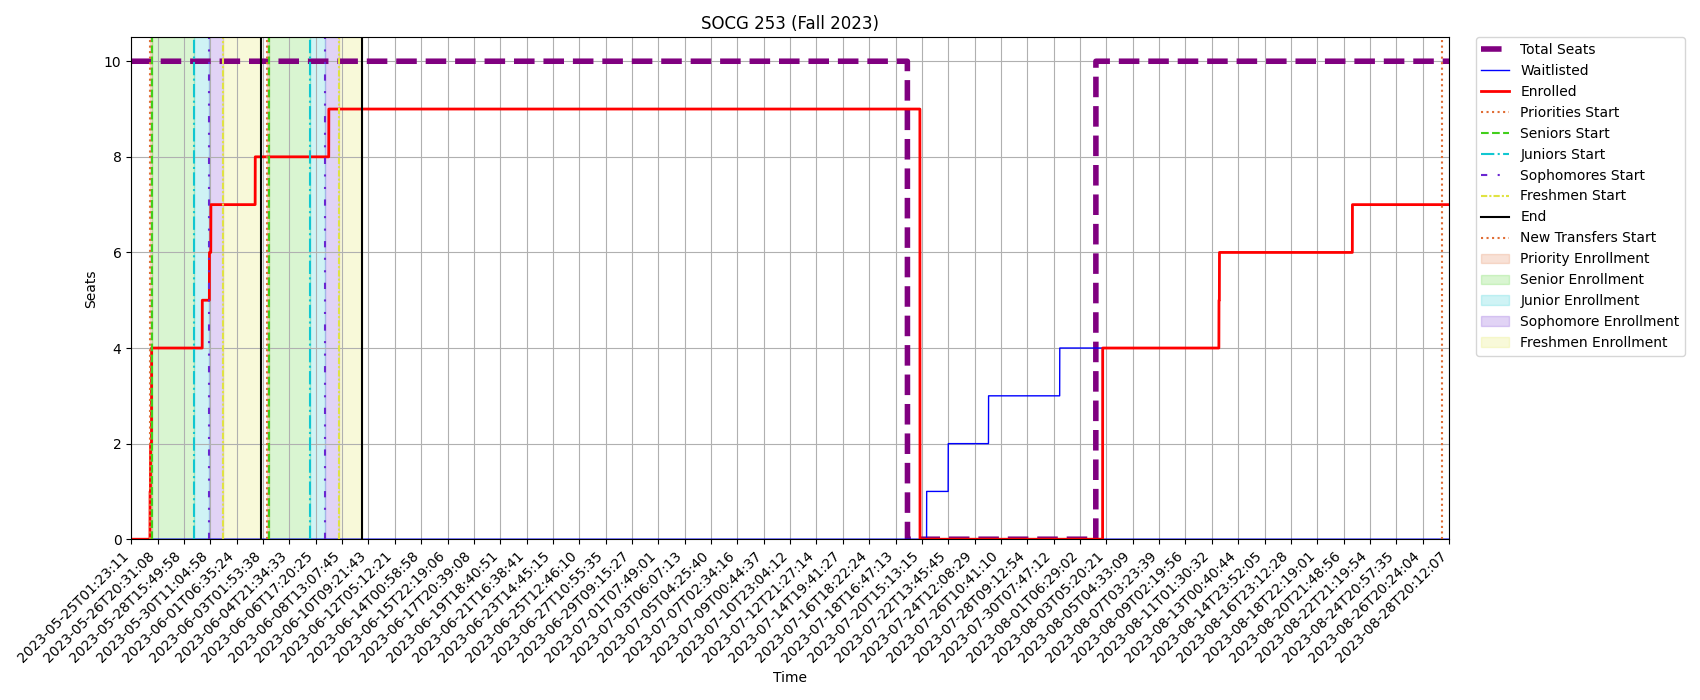 SOCG 253 (Fall 2023)
10
8
6
4
2
0
Seats
2023-05-25T01:23:11
2023-05-26T20:31:08
2023-05-28T15:49:58
2023-05-30T11:04:58
2023-06-01T06:35:24
2023-06-03T01:53:38
2023-06-04T21:34:33
2023-06-06T17:20:25
2023-06-08T13:07:45
2023-06-10T09:21:43
2023-06-12T05:12:21
2023-06-14T00:58:58
2023-06-15T22:19:06
2023-06-17T20:39:08
2023-06-19T18:40:51
2023-06-21T16:38:41
2023-06-23T14:45:15
2023-06-25T12:46:10
2023-06-27T10:55:35
2023-06-29T09:15:27
2023-07-01T07:49:01
2023-07-03T06:07:13
2023-07-05T04:25:40
2023-07-07T02:34:16
2023-07-09T00:44:37
2023-07-10T23:04:12
2023-07-12T21:27:14
2023-07-14T19:41:27
2023-07-16T18:22:24
2023-07-18T16:47:13
2023-07-20T15:13:15
2023-07-22T13:45:45
2023-07-24T12:08:29
2023-07-26T10:41:10
2023-07-28T09:12:54
2023-07-30T07:47:12
2023-08-01T06:29:02
2023-08-03T05:20:21
2023-08-05T04:33:09
2023-08-07T03:23:39
2023-08-09T02:19:56
2023-08-11T01:30:32
2023-08-13T00:40:44
2023-08-14T23:52:05
2023-08-16T23:12:28
2023-08-18T22:19:01
2023-08-20T21:48:56
2023-08-22T21:19:54
2023-08-24T20:57:35
2023-08-26T20:24:04
2023-08-28T20:12:07
Time
Total Seats
Waitlisted
Enrolled
Priorities Start
Seniors Start
Juniors Start
Sophomores Start
Freshmen Start
End
New Transfers Start
Priority Enrollment
Senior Enrollment
Junior Enrollment
Sophomore Enrollment
Freshmen Enrollment